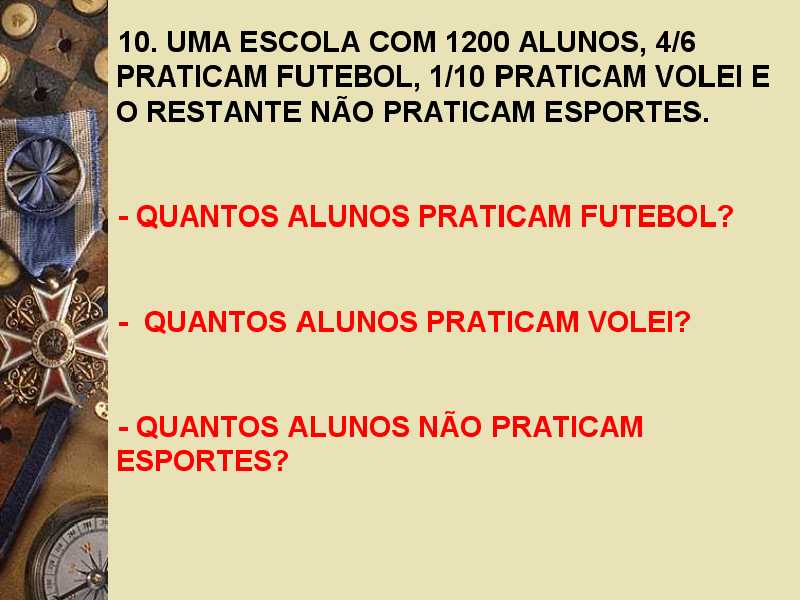 10. UMA ESCOLA COM 1200 ALUNOS, 4/6
PRATICAM FUTEBOL, 1/10 PRATICAM VOLEI E
O RESTANTE NÃO PRATICAM ESPORTES.
- QUANTOS ALUNOS PRATICAM FUTEBOL?
- QUANTOS ALUNOS PRATICAM VOLEI?
- QUANTOS ALUNOS NÃO PRATICAM
ESPORTES?